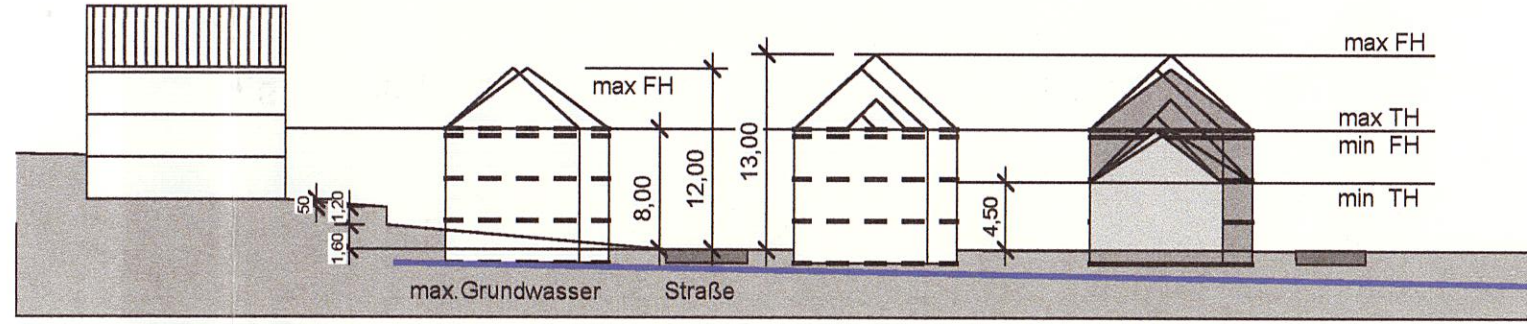 max FH
max FH
max TH
min FH
min TH
13,00
12,00
8,00
4,50
50
1,20
1,60
max.Grundwasser
Straße